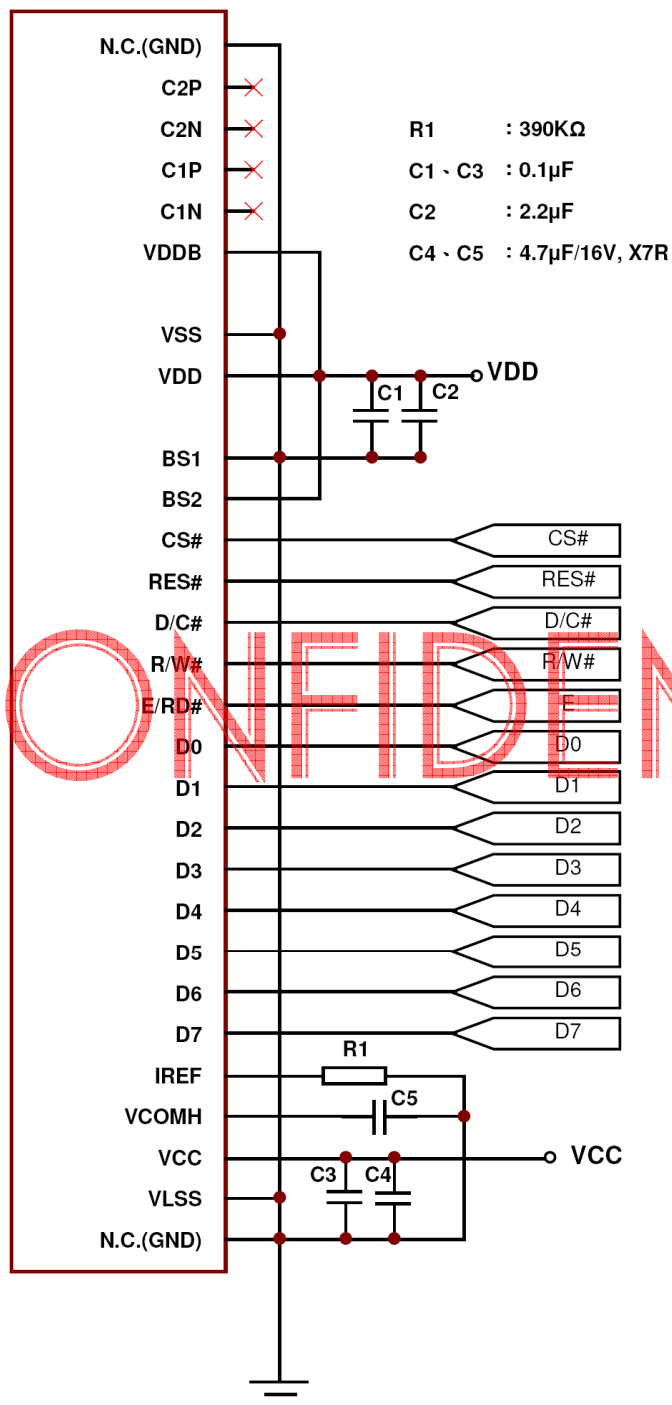 N.C.(GND)
C2P
C2N
R1 : 390KΩ
C1P
C1、C3 : 0.1µF
C1N
C2 : 2.2µF
VDDB
C4、C5 : 4.7µF/16V, X7R
VSS
VDD
VDD
C1
C2
BS1
BS2
CS#
CS#
RES#
RES#
D/C#
D/C#
R/W#
R/W#
E/RD#
E
D0
D0
ONFIDEN
D1
D1
D2
D2
D3
D3
D4
D4
D5
D5
D6
D6
D7
D7
R1
IREF
C5
VCOMH
VCC
VCC
C3
C4
VLSS
N.C.(GND)